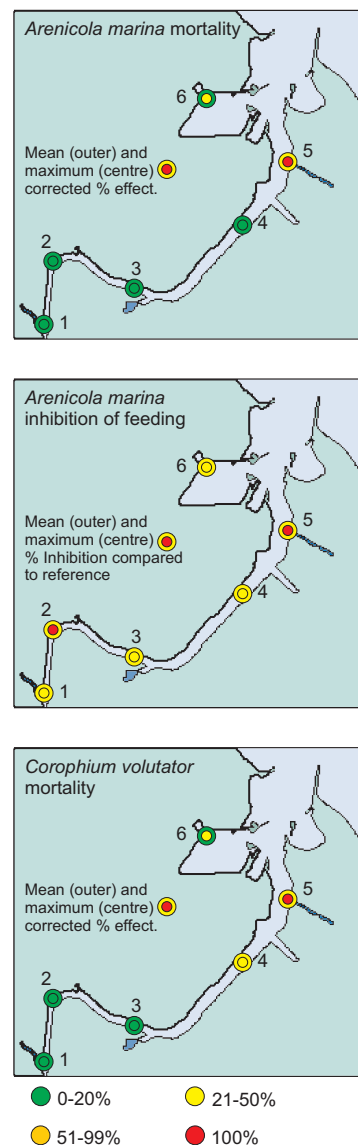 Arenicola marina mortality
6
Mean (outer) and
maximum (centre)
corrected % effect.
5
4
2
3
1
Arenicola marina
inhibition of feeding
6
Mean (outer) and
maximum (centre)
% Inhibition compared
to reference
5
4
2
3
1
Corophium volutator
mortality
6
Mean (outer) and
maximum (centre)
corrected % effect.
5
4
2
3
1
0-20%
21-50%
51-99%
100%